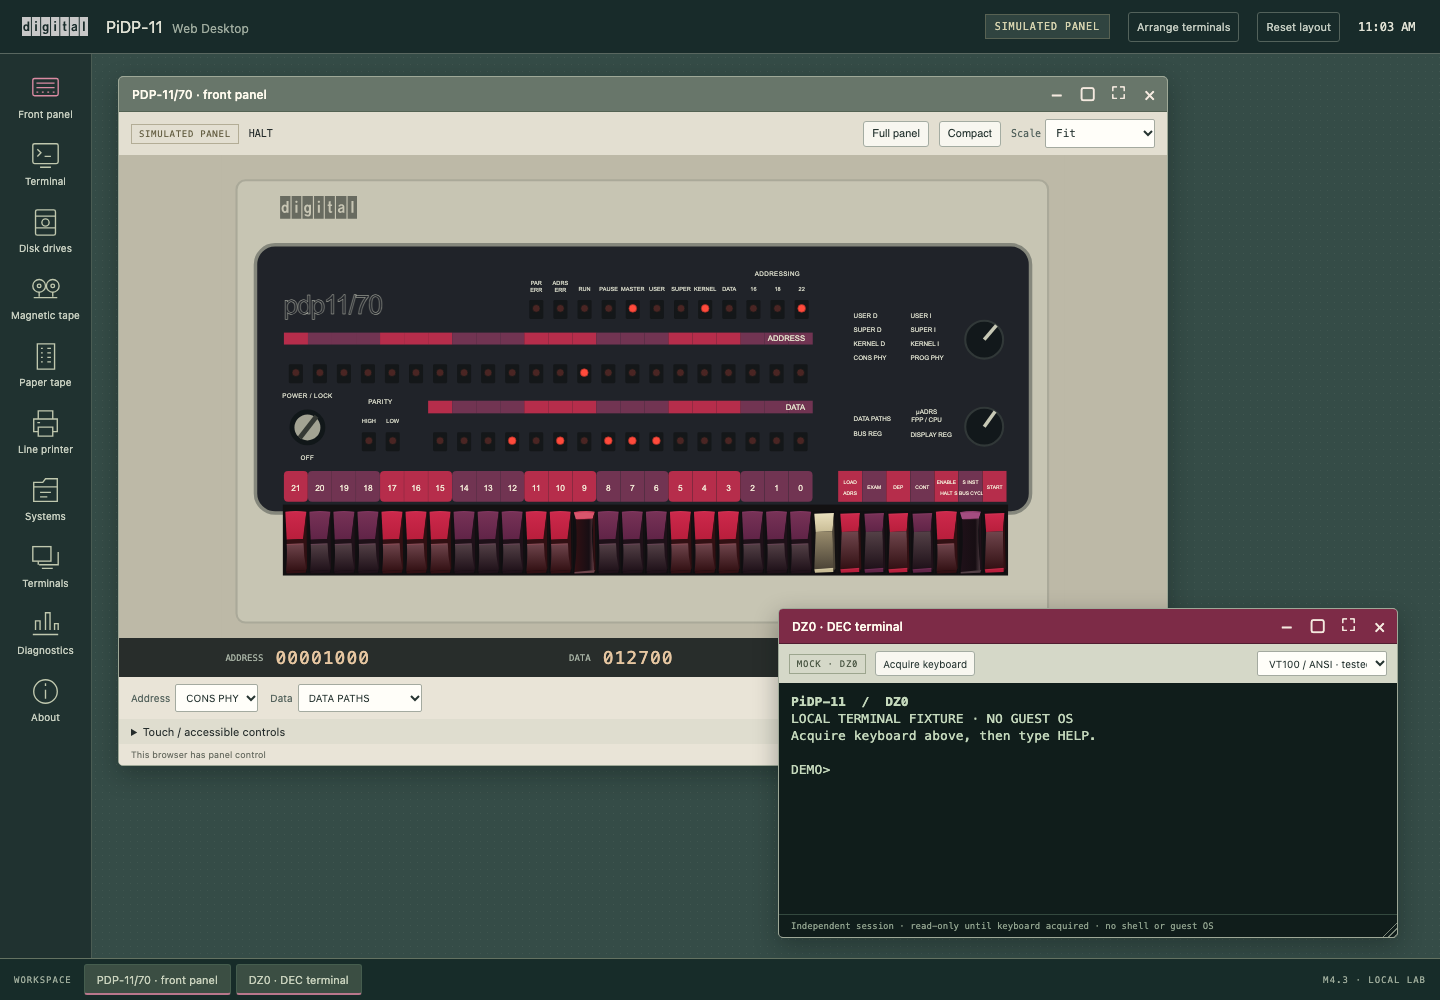 digital PiDP-11 Web Desktop SIMULATED PANEL Arrange terminals Reset layout 11:03 AM
Front panel
Terminal
Disk drives
Magnetic tape
Paper tape
Line printer
Systems
Terminals
Diagnostics
About
PDP-11/70 · front panel
SIMULATED PANEL HALT Full panel Compact Scale Fit
digital
ADDRESSING
PAR ERR ADRS ERR RUN PAUSE MASTER USER SUPER KERNEL DATA 16 18 22
pdp11/70
ADDRESS
USER D USER I
SUPER D SUPER I
KERNEL D KERNEL I
CONS PHY PROG PHY
POWER / LOCK
OFF
PARITY
HIGH LOW
DATA
DATA PATHS µADRS FPP / CPU
BUS REG DISPLAY REG
21 20 19 18 17 16 15 14 13 12 11 10 9 8 7 6 5 4 3 2 1 0
LOAD ADRS EXAM DEP CONT ENABLE HALT S INST S BUS CYCL START
ADDRESS 00001000 DATA 012700
Address CONS PHY Data DATA PATHS
Touch / accessible controls
This browser has panel control
DZ0 · DEC terminal
MOCK · DZ0 Acquire keyboard VT100 / ANSI · teste
PiDP-11 / DZ0
LOCAL TERMINAL FIXTURE · NO GUEST OS
Acquire keyboard above, then type HELP.
DEMO>
Independent session · read-only until keyboard acquired · no shell or guest OS
WORKSPACE PDP-11/70 · front panel DZ0 · DEC terminal M4.3 · LOCAL LAB